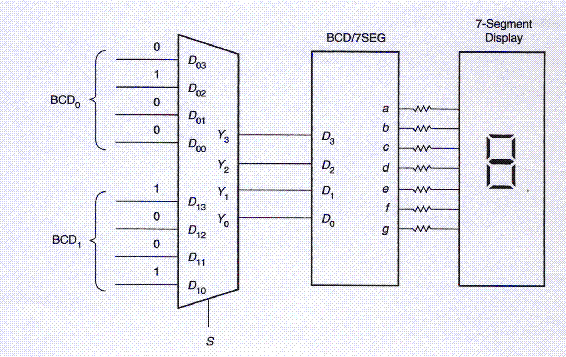 7-Segment
Display
BCD/7SEG
0
D03
1
D02
BCD0
0
D01
0
D00
Y3
Y2
Y1
Y0
1
D13
0
D12
BCD1
0
D11
1
D10
S
D3
D2
D1
D0
a
b
c
d
e
f
g